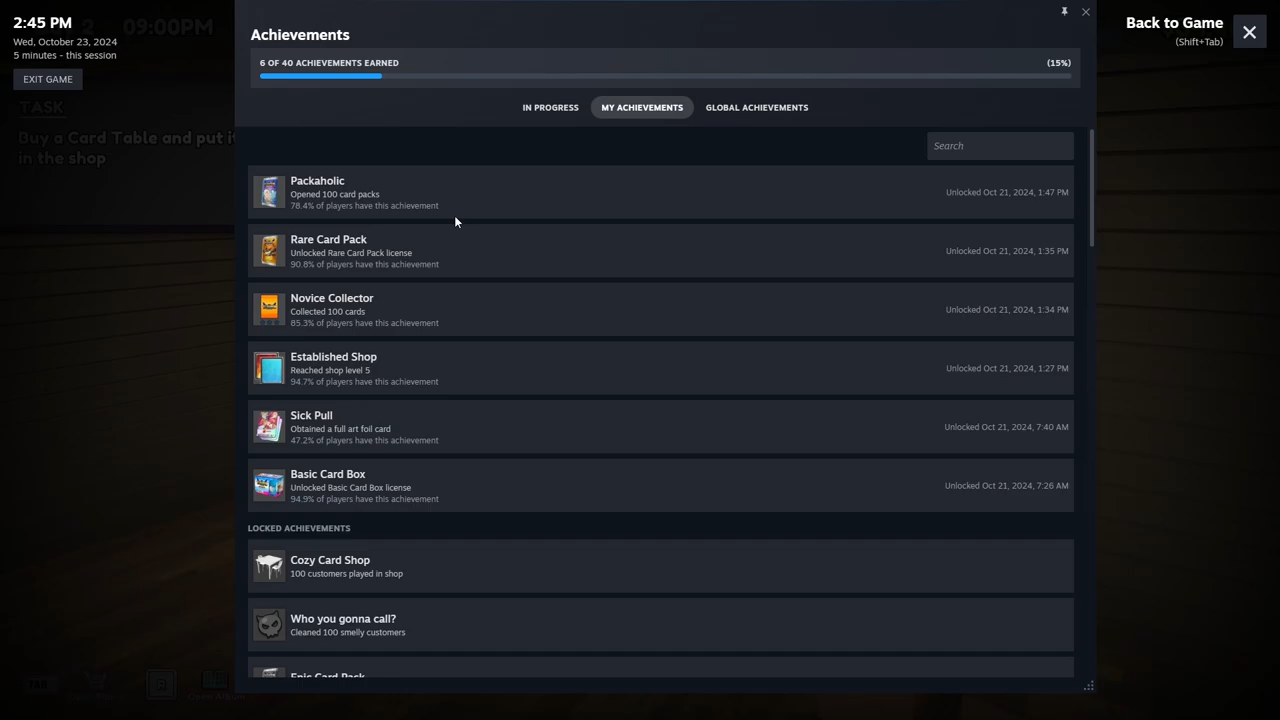 2:45 PM
Wed, October 23, 2024
5 minutes - this session
EXIT GAME
09:00PM
TASK
Buy a Card Table and put it
in the shop
Achievements
6 OF 40 ACHIEVEMENTS EARNED
(15%)
IN PROGRESS
MY ACHIEVEMENTS
GLOBAL ACHIEVEMENTS
Search
Packaholic
Opened 100 card packs
78.4% of players have this achievement
Unlocked Oct 21, 2024, 1:47 PM
Rare Card Pack
Unlocked Rare Card Pack license
90.8% of players have this achievement
Unlocked Oct 21, 2024, 1:35 PM
Novice Collector
Collected 100 cards
85.3% of players have this achievement
Unlocked Oct 21, 2024, 1:34 PM
Established Shop
Reached shop level 5
94.7% of players have this achievement
Unlocked Oct 21, 2024, 1:27 PM
Sick Pull
Obtained a full art foil card
47.2% of players have this achievement
Unlocked Oct 21, 2024, 7:40 AM
Basic Card Box
Unlocked Basic Card Box license
94.9% of players have this achievement
Unlocked Oct 21, 2024, 7:26 AM
LOCKED ACHIEVEMENTS
Cozy Card Shop
100 customers played in shop
Who you gonna call?
Cleaned 100 smelly customers
Epic Card Pack
Back to Game
(Shift+Tab)
TAB
R